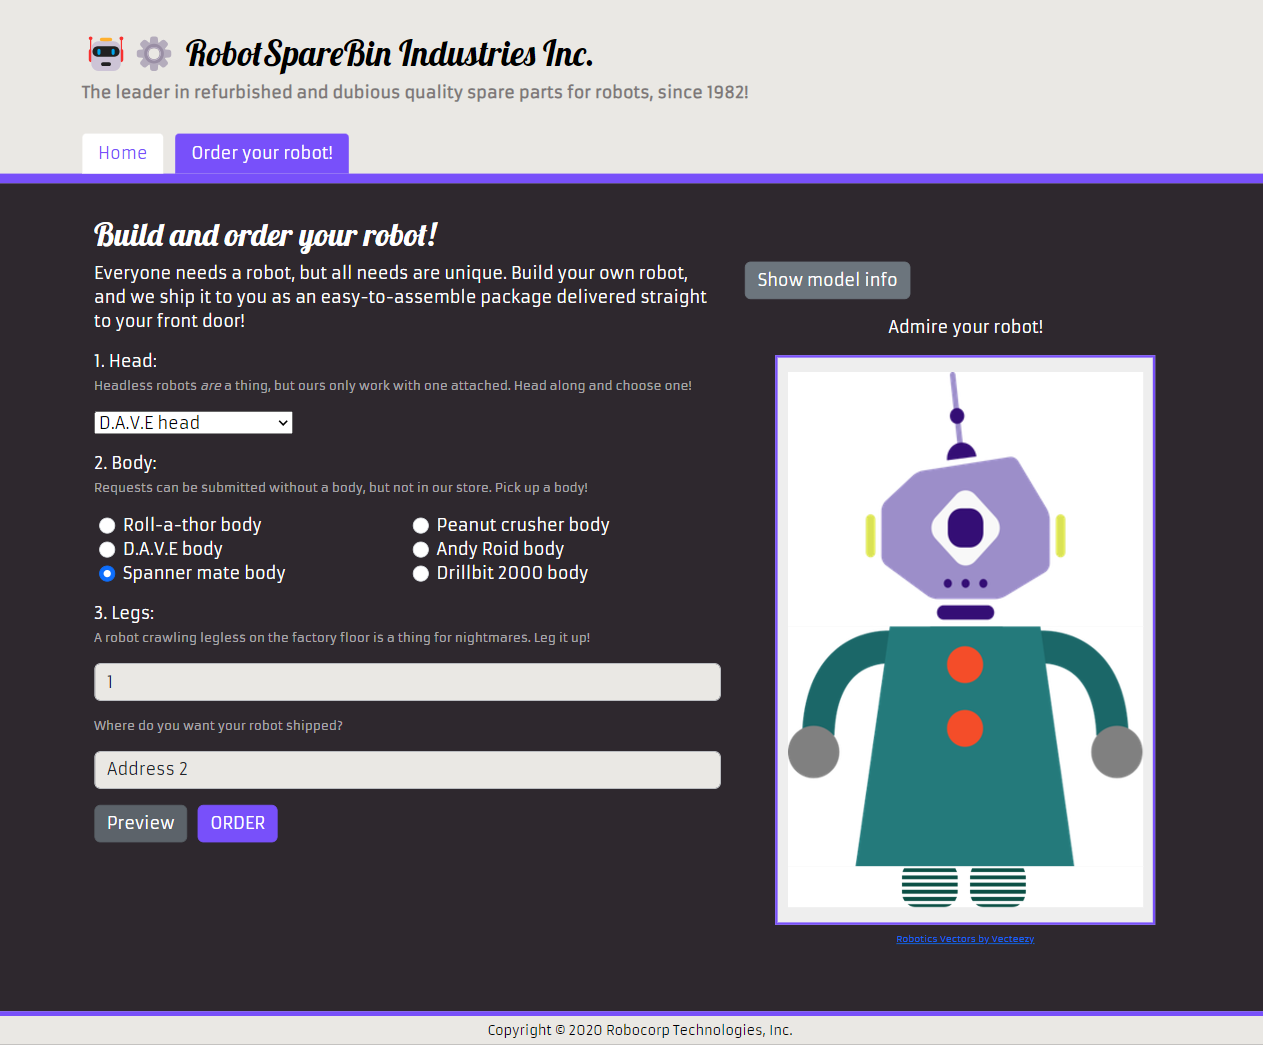 RobotSpareBin Industries Inc.
The leader in refurbished and dubious quality spare parts for robots, since 1982!
Home
Order your robot!
Build and order your robot!
Everyone needs a robot, but all needs are unique. Build your own robot,
and we ship it to you as an easy-to-assemble package delivered straight
to your front door!
1. Head:
Headless robots are a thing, but ours only work with one attached. Head along and choose one!
D.A.V.E head
2. Body:
Requests can be submitted without a body, but not in our store. Pick up a body!
Roll-a-thor body
Peanut crusher body
D.A.V.E body
Andy Roid body
Spanner mate body
Drillbit 2000 body
3. Legs:
A robot crawling legless on the factory floor is a thing for nightmares. Leg it up!
1
Where do you want your robot shipped?
Address 2
Preview
ORDER
Show model info
Admire your robot!
Robotics Vectors by Vecteezy
Copyright © 2020 Robocorp Technologies, Inc.